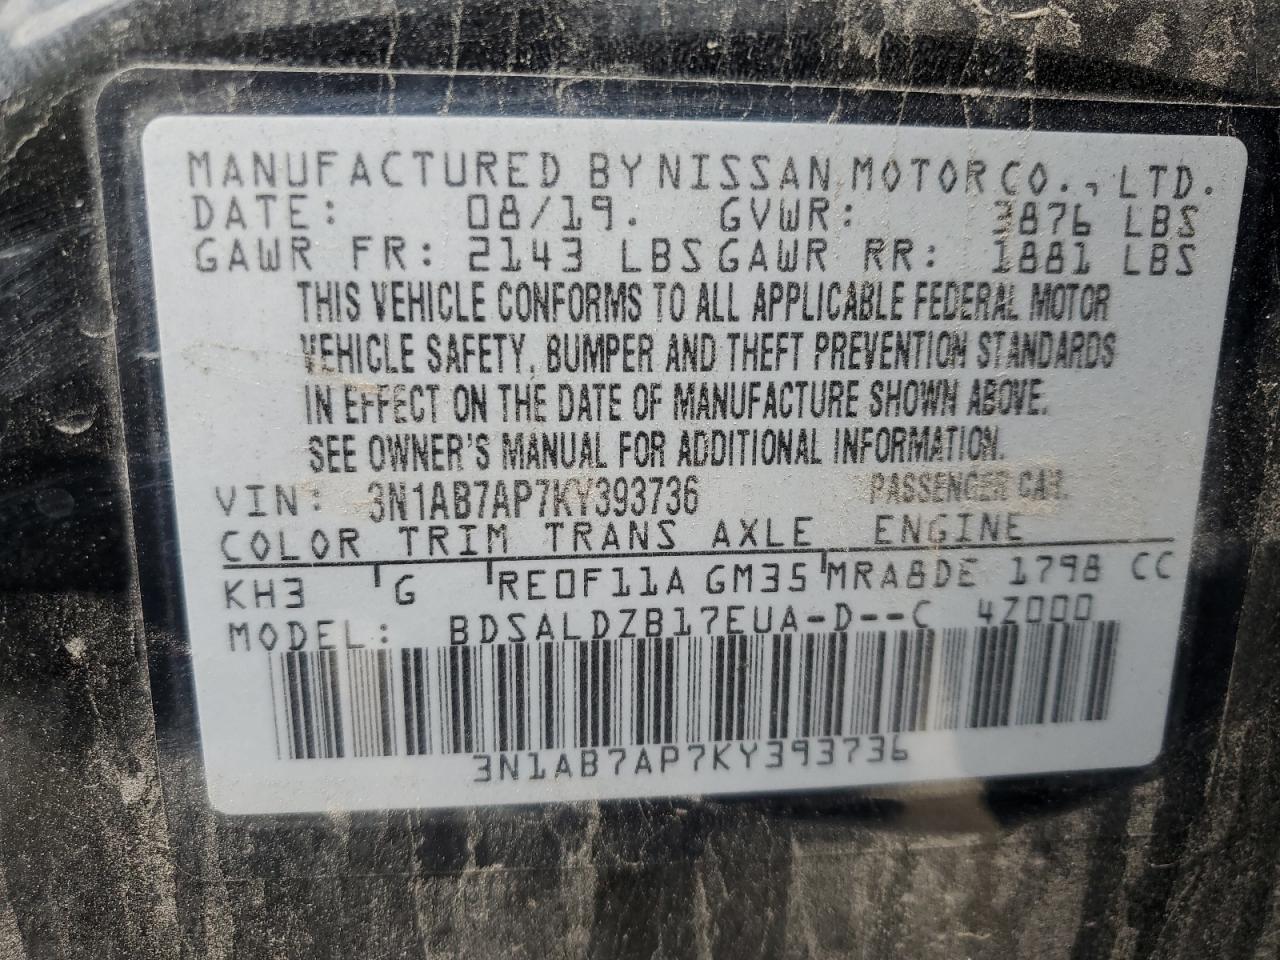 MANUFACTURED BY NISSAN MOTOR CO., LTD.
DATE: 08/19. GVWR: 3876 LBS
GAWR FR: 2143 LBS GAWR RR: 1881 LBS
THIS VEHICLE CONFORMS TO ALL APPLICABLE FEDERAL MOTOR
VEHICLE SAFETY, BUMPER AND THEFT PREVENTION STANDARDS
IN EFFECT ON THE DATE OF MANUFACTURE SHOWN ABOVE.
SEE OWNER'S MANUAL FOR ADDITIONAL INFORMATION.
VIN: 3N1AB7AP7KY393736 PASSENGER CAR.
COLOR TRIM TRANS AXLE ENGINE
KH3 G RE0F11A GM35 MRA8DE 1798 CC
MODEL: BDSALDZB17EUA-D--C 4Z000
3N1AB7AP7KY393736